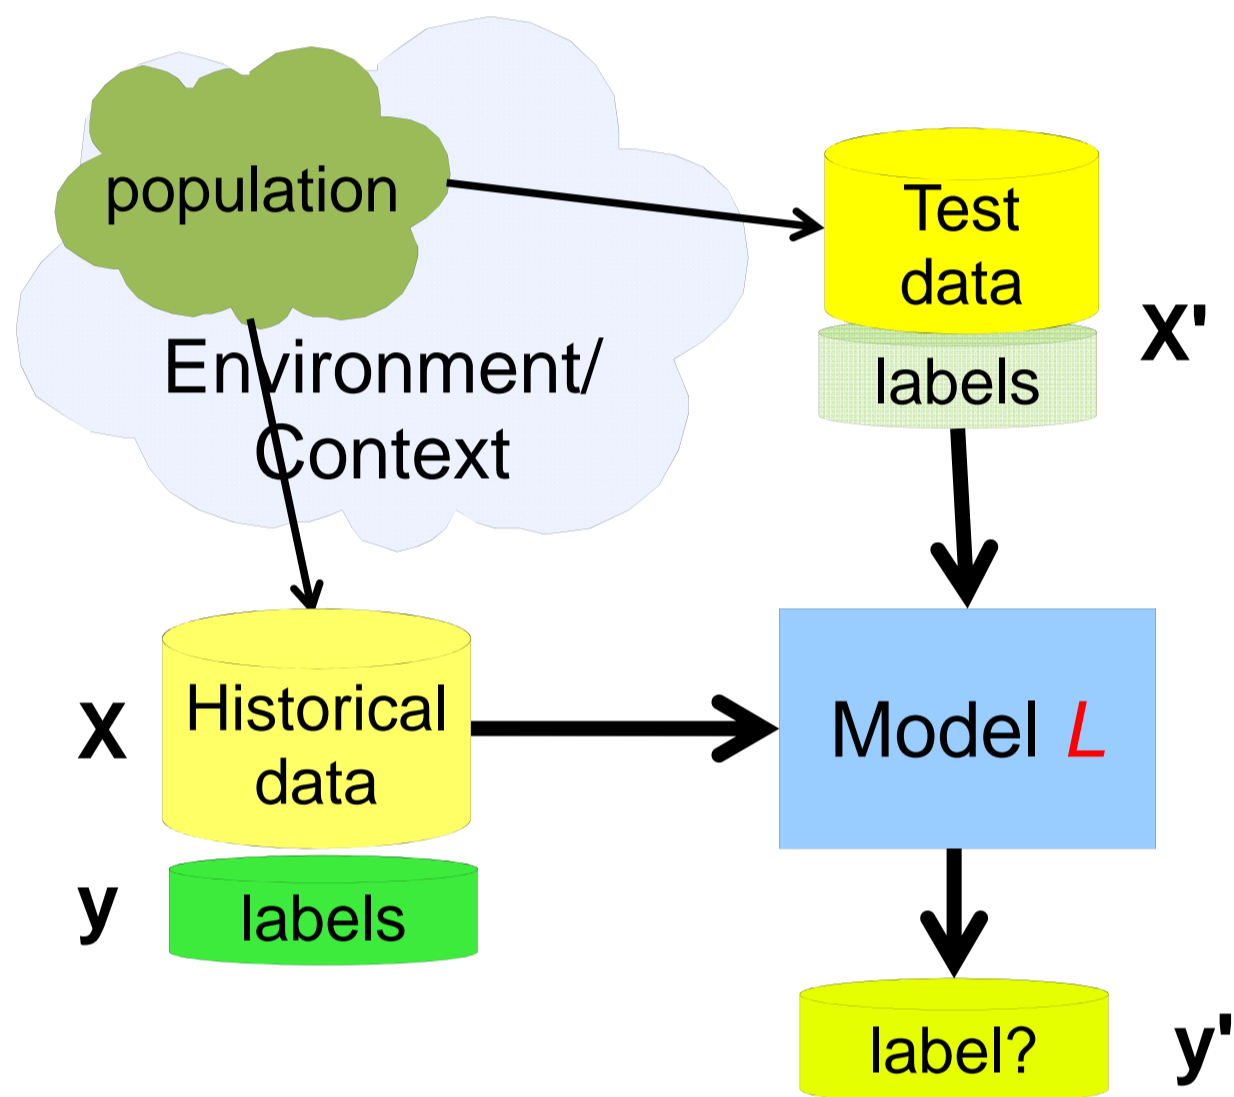 population
Environment/
Context
Test
data
labels
X'
X
Historical
data
y
labels
Model L
label?
y'